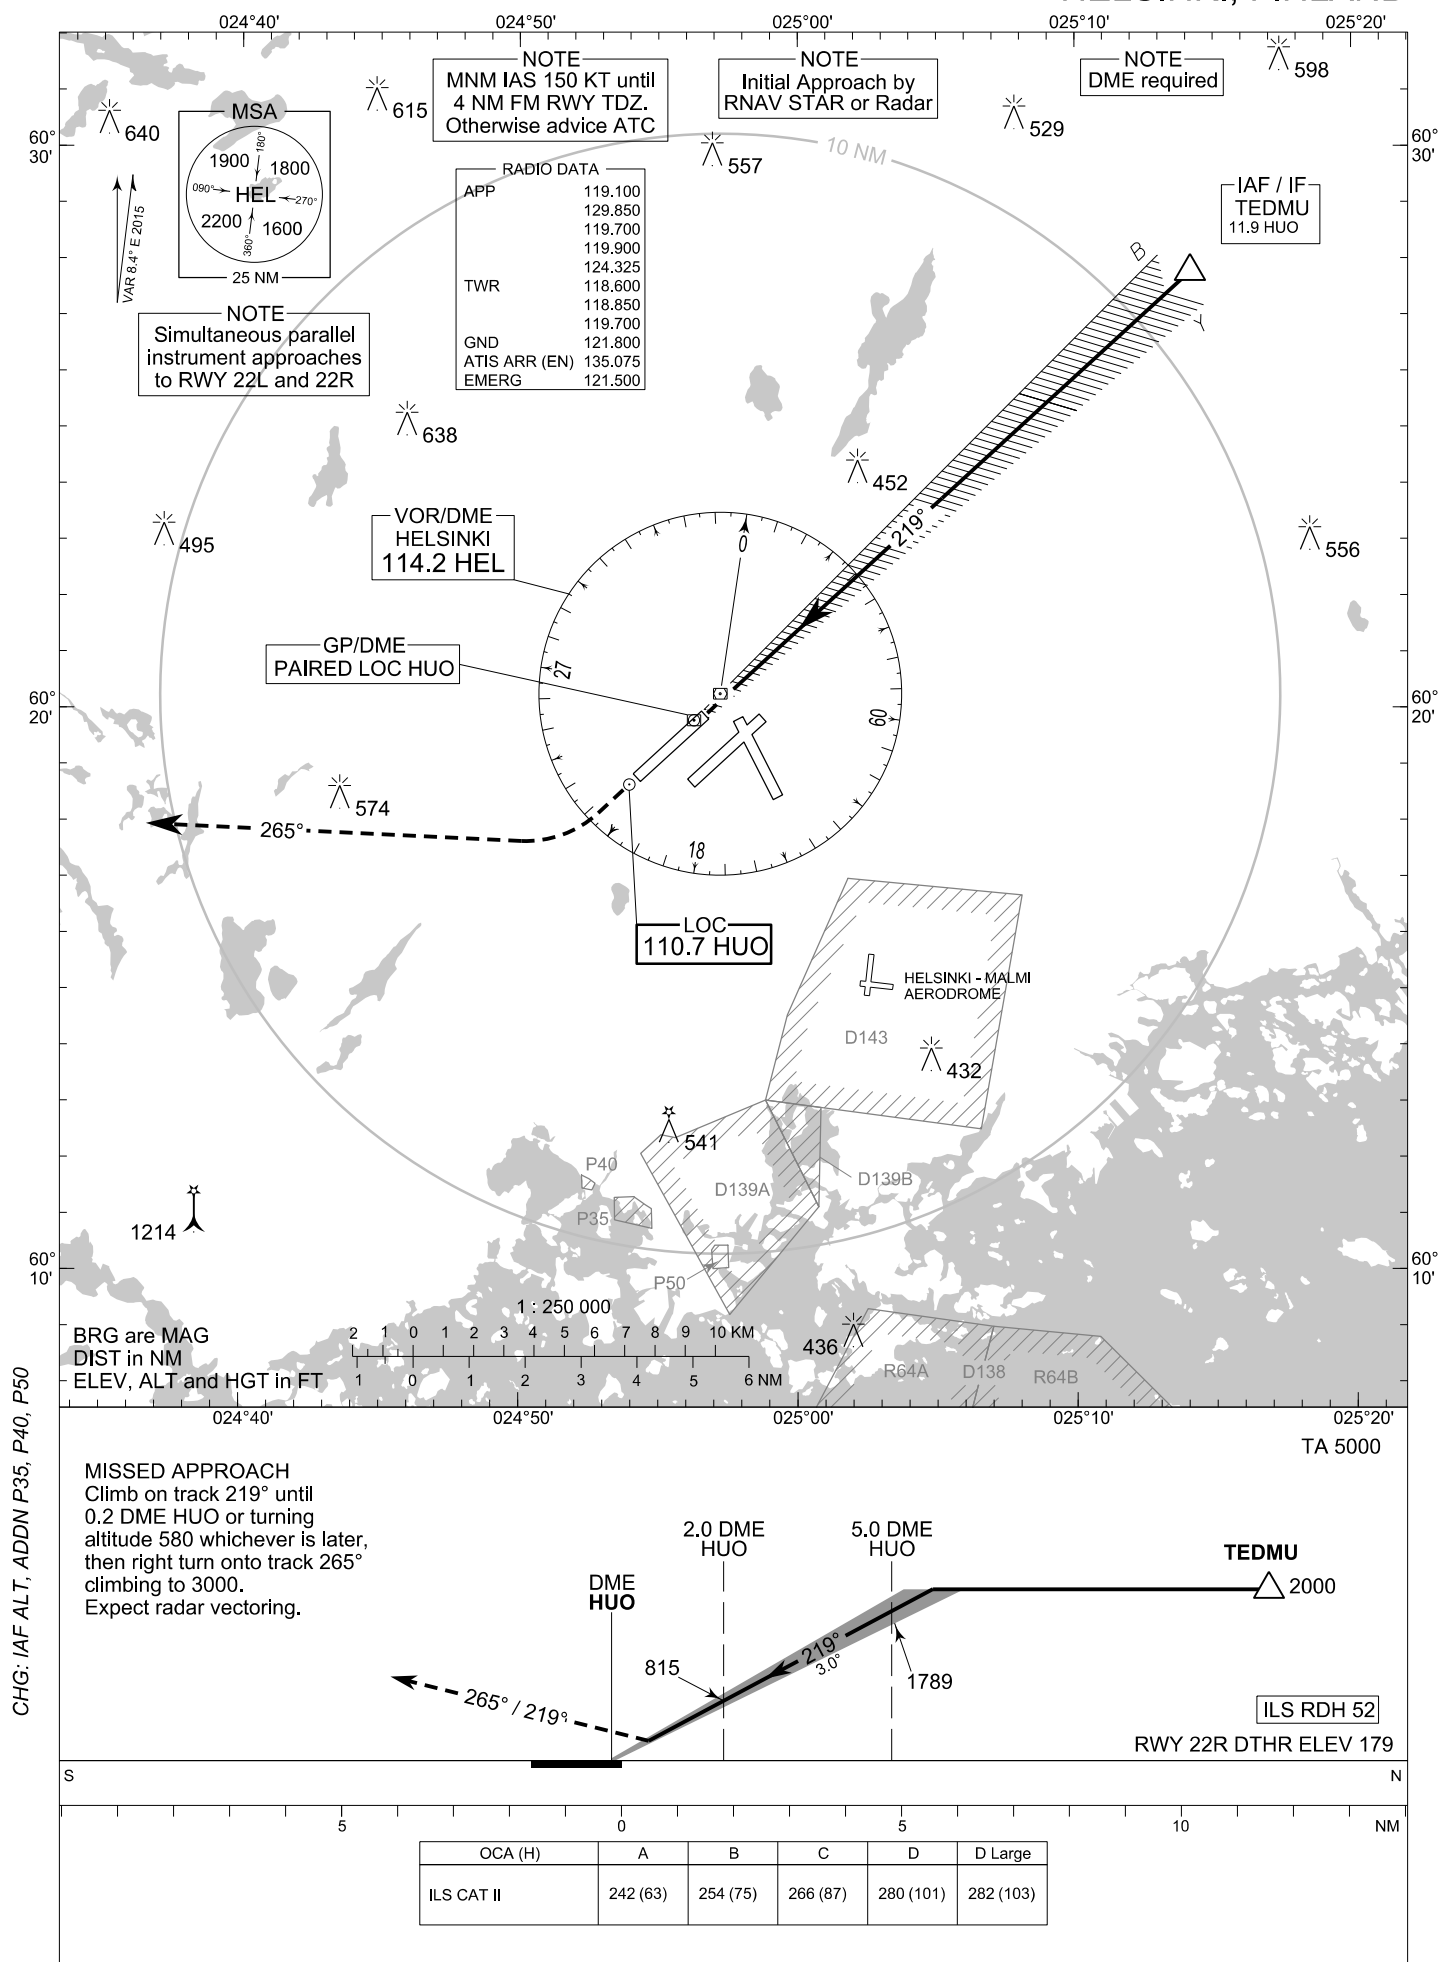 024°40'
024°50'
025°00'
025°10'
025°20'
NOTE
MNM IAS 150 KT until
4 NM FM RWY TDZ.
Otherwise advice ATC
NOTE
Initial Approach by
RNAV STAR or Radar
NOTE
DME required
598
615
529
640
557
60°
30'
60°
30'
10 NM
MSA
1900
1800
2200
1600
HEL
180°
090°
270°
360°
25 NM
VAR 8.4° E 2015
RADIO DATA
APP 119.100
129.850
119.700
119.900
124.325
TWR 118.600
118.850
119.700
GND 121.800
ATIS ARR (EN) 135.075
EMERG 121.500
IAF / IF
TEDMU
11.9 HUO
B
Y
NOTE
Simultaneous parallel
instrument approaches
to RWY 22L and 22R
638
452
495
556
219°
VOR/DME
HELSINKI
114.2 HEL
0
GP/DME
PAIRED LOC HUO
27
09
18
60°
20'
60°
20'
574
265°
LOC
110.7 HUO
HELSINKI - MALMI
AERODROME
D143
432
541
P40
D139A
D139B
P35
1214
P50
60°
10'
60°
10'
1 : 250 000
2 1 0 1 2 3 4 5 6 7 8 9 10 KM
1 0 1 2 3 4 5 6 NM
BRG are MAG
DIST in NM
ELEV, ALT and HGT in FT
436
R64A
D138
R64B
024°40'
024°50'
025°00'
025°10'
025°20'
TA 5000
CHG: IAF ALT, ADDN P35, P40, P50
MISSED APPROACH
Climb on track 219° until
0.2 DME HUO or turning
altitude 580 whichever is later,
then right turn onto track 265°
climbing to 3000.
Expect radar vectoring.
DME
HUO
2.0 DME
HUO
5.0 DME
HUO
TEDMU
2000
219°
3.0°
815
1789
265° / 219°
ILS RDH 52
RWY 22R DTHR ELEV 179
S
N
5 0 5 10 NM
OCA (H) A B C D D Large
ILS CAT II 242 (63) 254 (75) 266 (87) 280 (101) 282 (103)